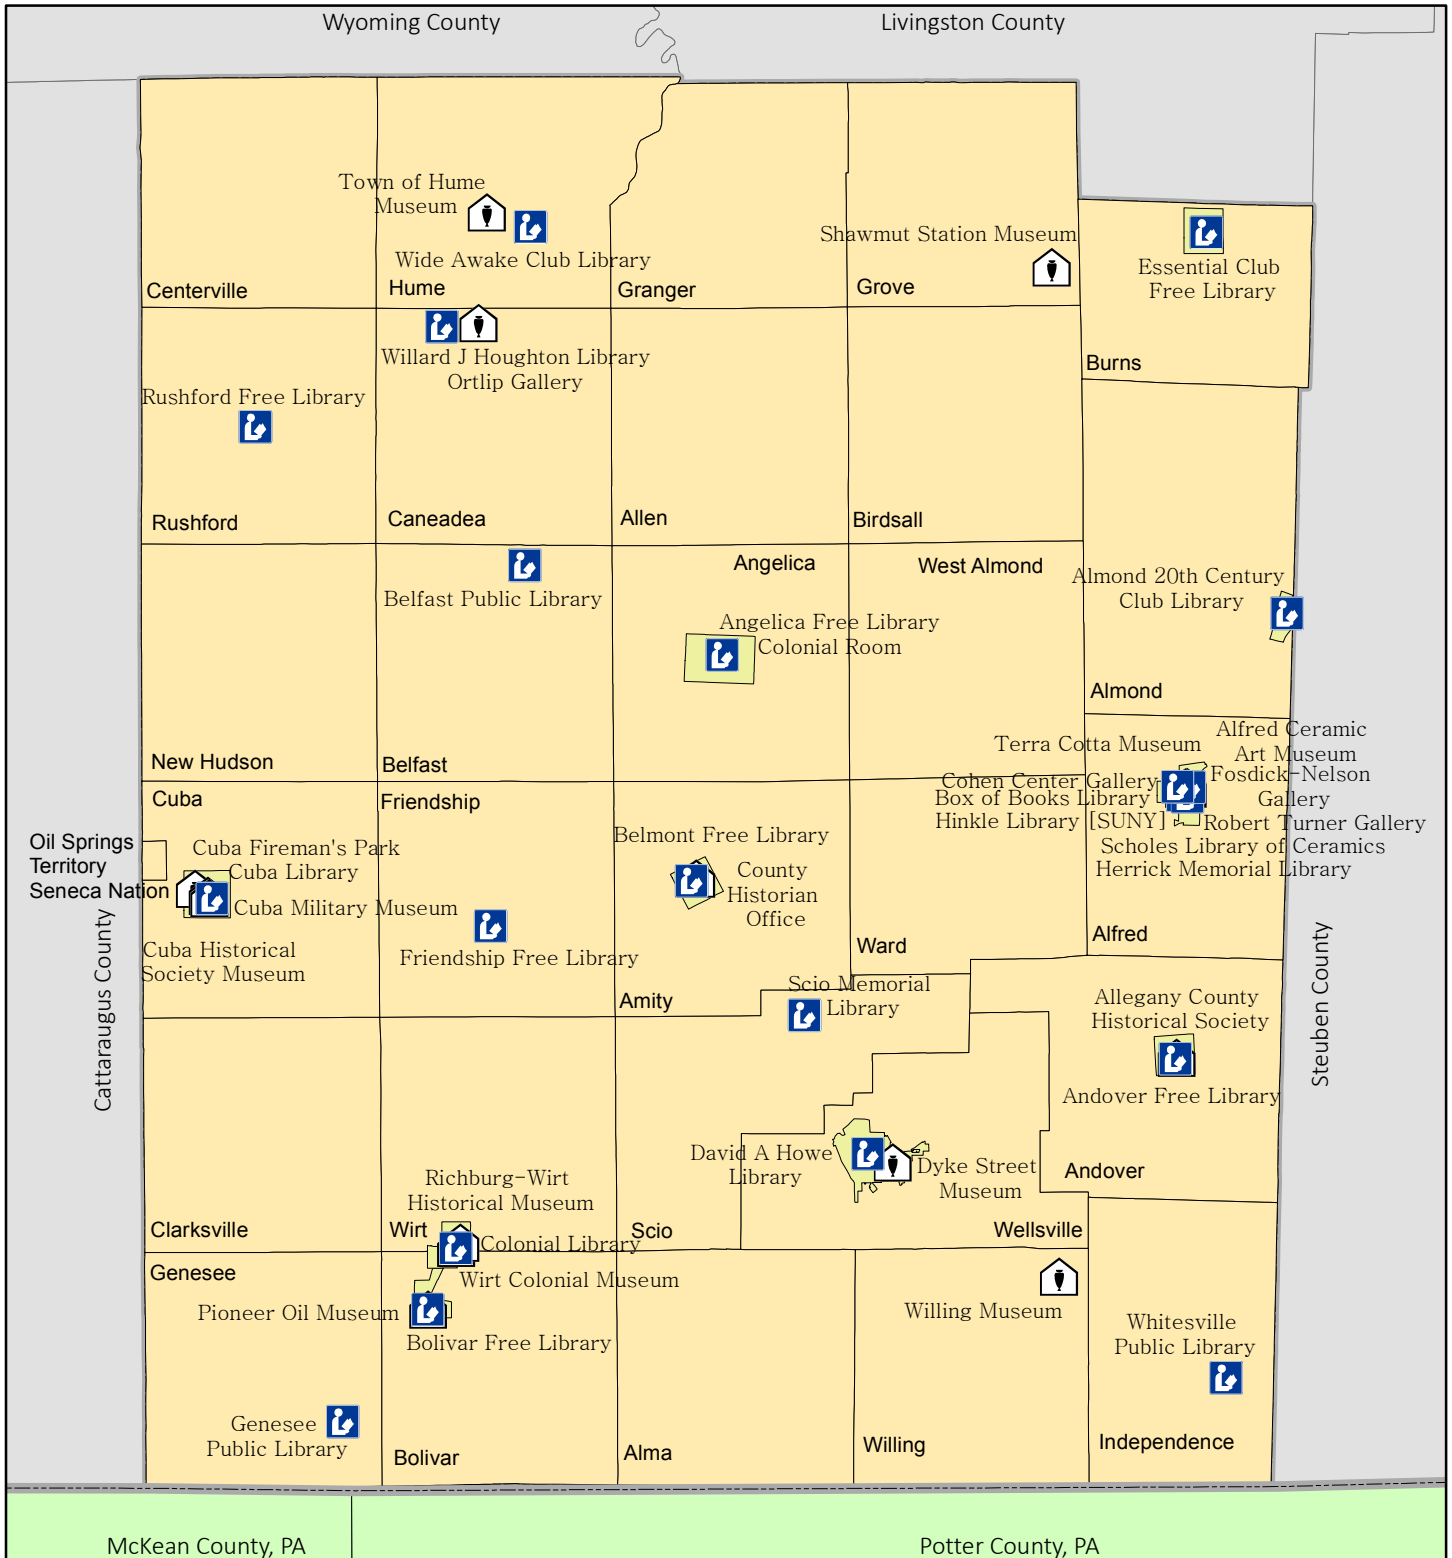 Wyoming County
Livingston County
Town of Hume
Museum
Wide Awake Club Library
Shawmut Station Museum
Essential Club
Free Library
Centerville
Hume
Granger
Grove
Burns
Willard J Houghton Library
Ortlip Gallery
Rushford Free Library
Rushford
Caneadea
Allen
Birdsall
Angelica
West Almond
Belfast Public Library
Almond 20th Century
Club Library
Angelica Free Library
Colonial Room
Almond
New Hudson
Belfast
Terra Cotta Museum
Alfred Ceramic
Art Museum
Cohen Center Gallery
Fosdick-Nelson
Gallery
Box of Books Library
Hinkle Library [SUNY]
Robert Turner Gallery
Scholes Library of Ceramics
Herrick Memorial Library
Cuba
Friendship
Oil Springs
Territory
Seneca Nation
Cuba Fireman's Park
Cuba Library
Cuba Military Museum
Cuba Historical
Society Museum
Belmont Free Library
County
Historian
Office
Friendship Free Library
Ward
Alfred
Amity
Cattaraugus County
Steuben County
Scio Memorial
Library
Allegany County
Historical Society
Andover Free Library
David A Howe
Library
Dyke Street
Museum
Andover
Richburg-Wirt
Historical Museum
Clarksville
Wirt
Scio
Wellsville
Colonial Library
Genesee
Wirt Colonial Museum
Pioneer Oil Museum
Bolivar Free Library
Willing Museum
Whitesville
Public Library
Genesee
Public Library
Bolivar
Alma
Willing
Independence
McKean County, PA
Potter County, PA